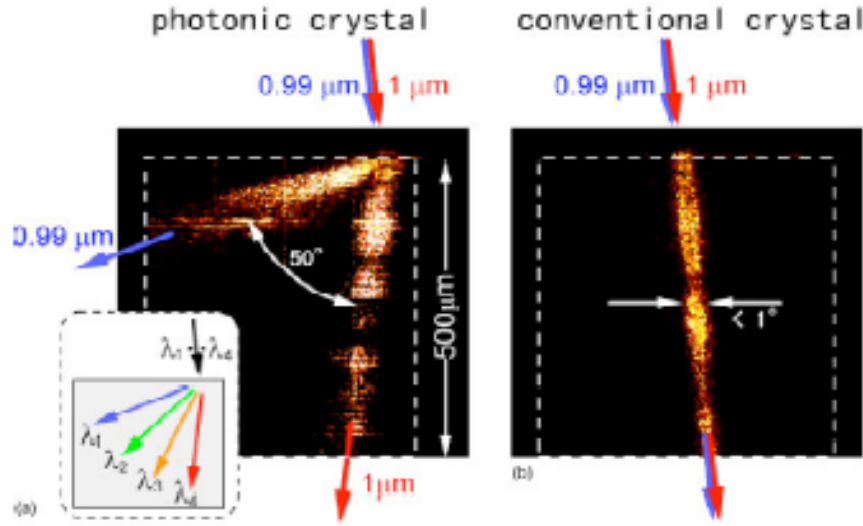 photonic crystal
conventional crystal
0.99 μm
1 μm
0.99 μm
1 μm
0.99 μm
50°
500μm
< 1°
λ1 λ4
λ1
λ2
λ3
λ4
1μm
(a)
(b)